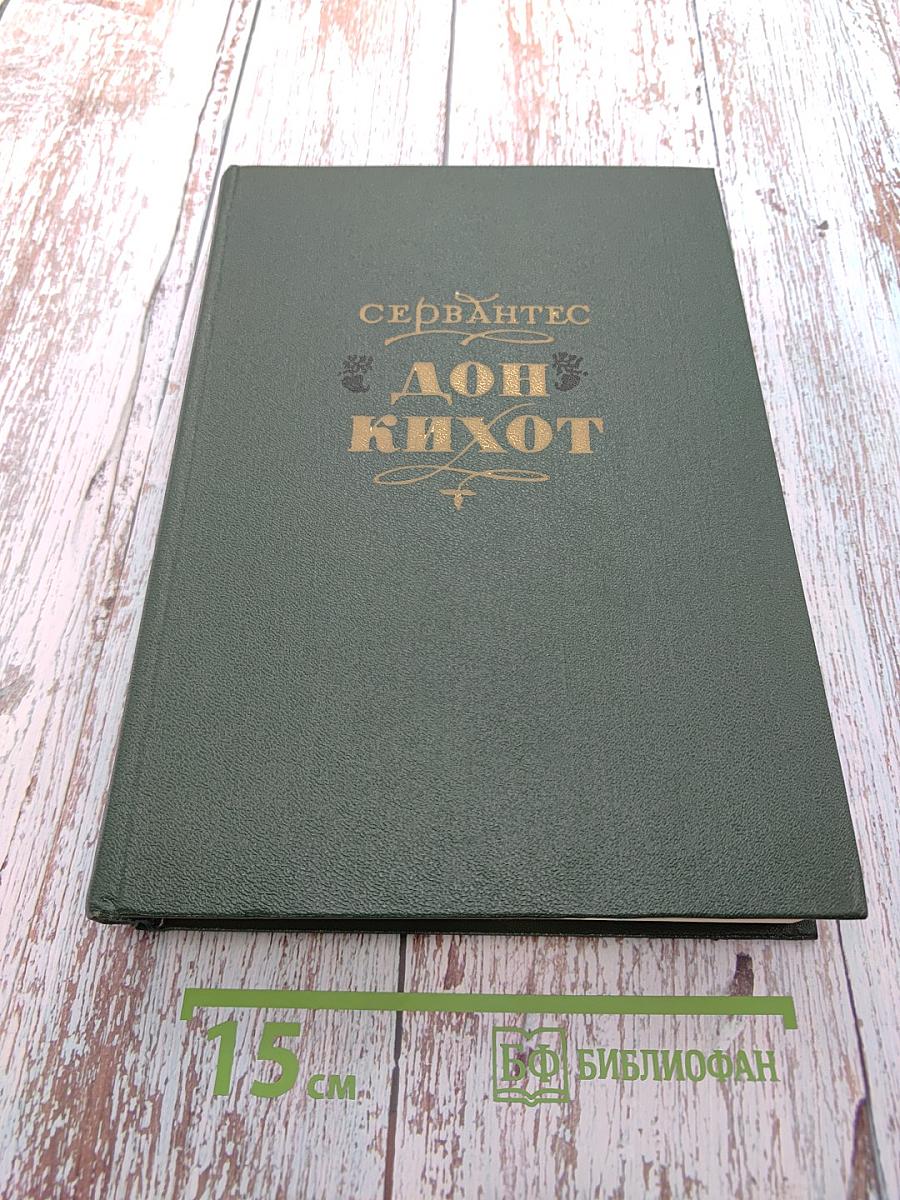 СЕРВАНТЕС
ДОН
КИХОТ
15 см
БФ БИБЛИОФАН